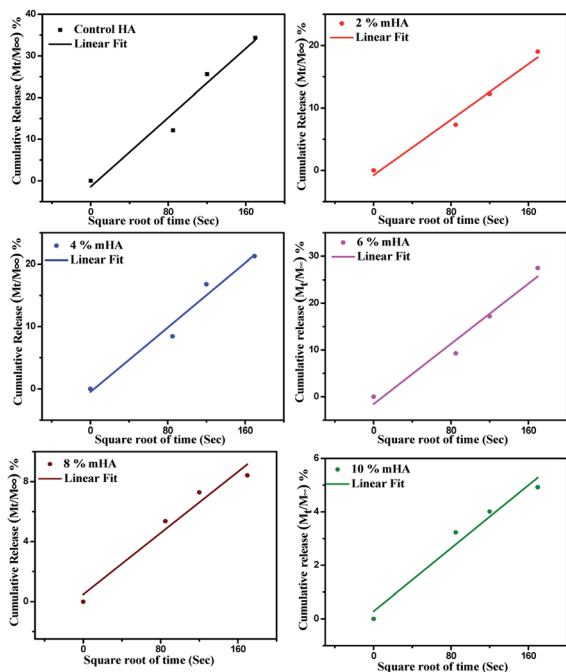 Control HA
Linear Fit
Cumulative Release (Mt/M∞) %
40
30
20
10
0
0
80
160
Square root of time (Sec)
2 % mHA
Linear Fit
Cumulative Release (Mt/M∞) %
20
10
0
0
80
160
Square root of time (Sec)
4 % mHA
Linear Fit
Cumulative Release (Mt/M∞) %
20
10
0
0
80
160
Square root of time (Sec)
6 % mHA
Linear Fit
Cumulative release (Mt/M~) %
30
20
10
0
0
80
160
Square root of time (Sec)
8 % mHA
Linear Fit
Cumulative Release (Mt/M∞) %
8
4
0
0
80
160
Square root of time (Sec)
10 % mHA
Linear Fit
Cumulative release (Mt/M~) %
6
4
2
0
0
80
160
Square root of time (Sec)